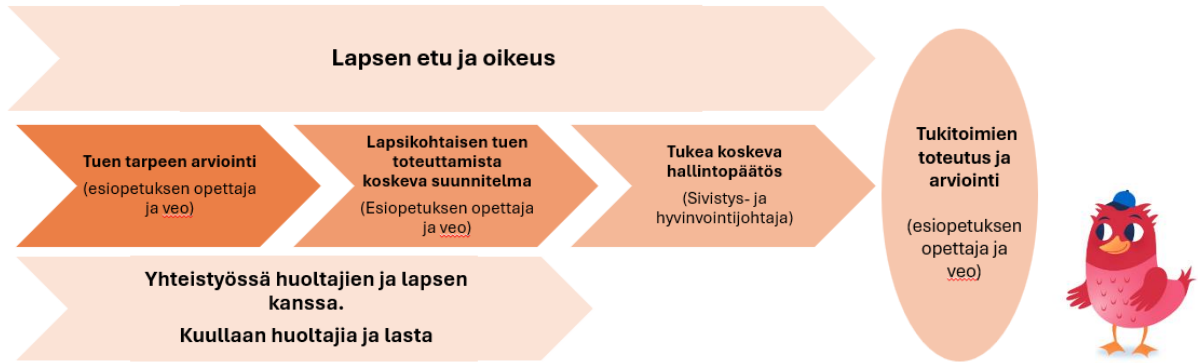 Lapsen etu ja oikeus
Tuen tarpeen arviointi
(esiopetuksen opettaja
ja veo)
Lapsikohtaisen tuen
toteuttamista
koskeva suunnitelma
(Esiopetuksen opettaja
ja veo)
Tukea koskeva
hallintopäätös
(Sivistys- ja
hyvinvointijohtaja)
Tukitoimien
toteutus ja
arviointi
(esiopetuksen
opettaja ja
veo)
Yhteistyössä huoltajien ja lapsen
kanssa.
Kuullaan huoltajia ja lasta